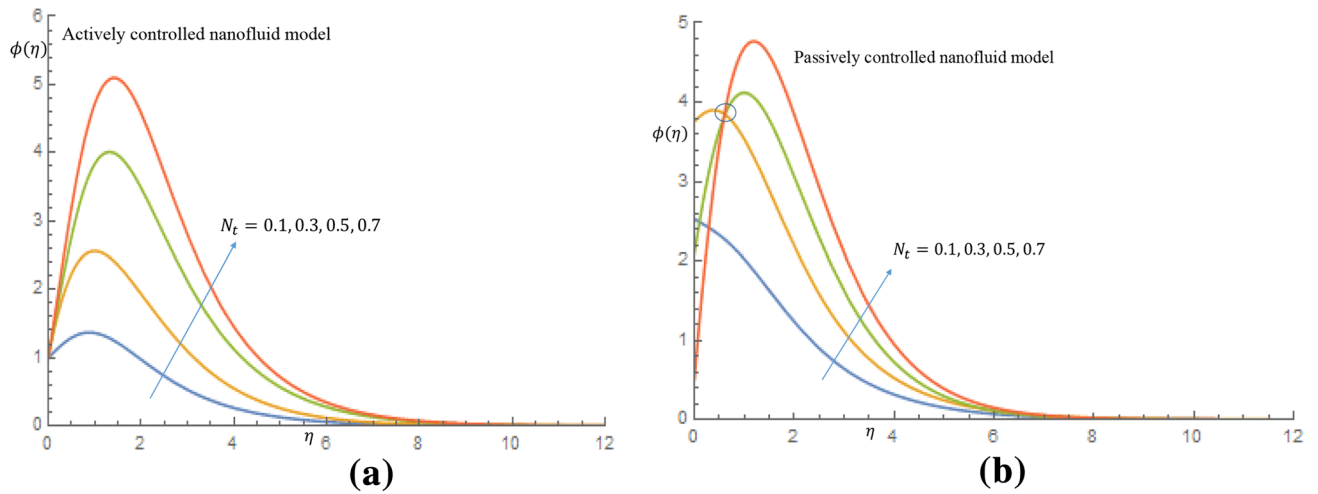 6
Actively controlled nanofluid model
ϕ(η)
5
4
3
N_t = 0.1, 0.3, 0.5, 0.7
2
1
0
0 2 4 6 8 10 12
η
(a)
5
Passively controlled nanofluid model
4
ϕ(η)
3
N_t = 0.1, 0.3, 0.5, 0.7
2
1
0
0 2 4 6 8 10 12
η
(b)